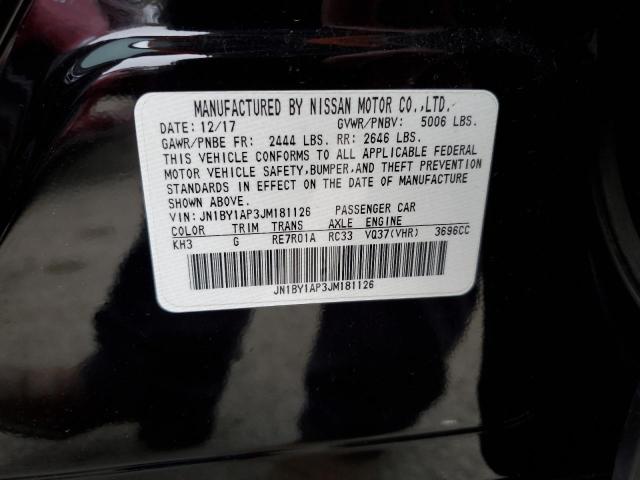 MANUFACTURED BY NISSAN MOTOR CO.,LTD.
DATE: 12/17 GVWR/PNBV: 5006 LBS.
GAWR/PNBE FR: 2444 LBS. RR: 2646 LBS.
THIS VEHICLE CONFORMS TO ALL APPLICABLE FEDERAL
MOTOR VEHICLE SAFETY,BUMPER,AND THEFT PREVENTION
STANDARDS IN EFFECT ON THE DATE OF MANUFACTURE
SHOWN ABOVE.
VIN: JN1BY1AP3JM181126 PASSENGER CAR
COLOR TRIM TRANS AXLE ENGINE
KH3 G RE7R01A RC33 VQ37(VHR) 3696CC
JN1BY1AP3JM181126